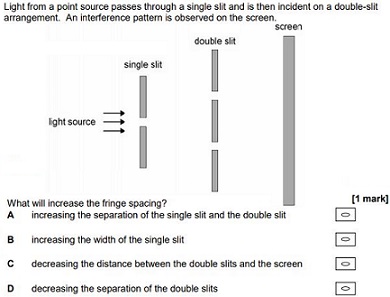 Light from a point source passes through a single slit and is then incident on a double-slit
arrangement. An interference pattern is observed on the screen.
screen
double slit
single slit
light source
What will increase the fringe spacing?
[1 mark]
A increasing the separation of the single slit and the double slit
B increasing the width of the single slit
C decreasing the distance between the double slits and the screen
D decreasing the separation of the double slits